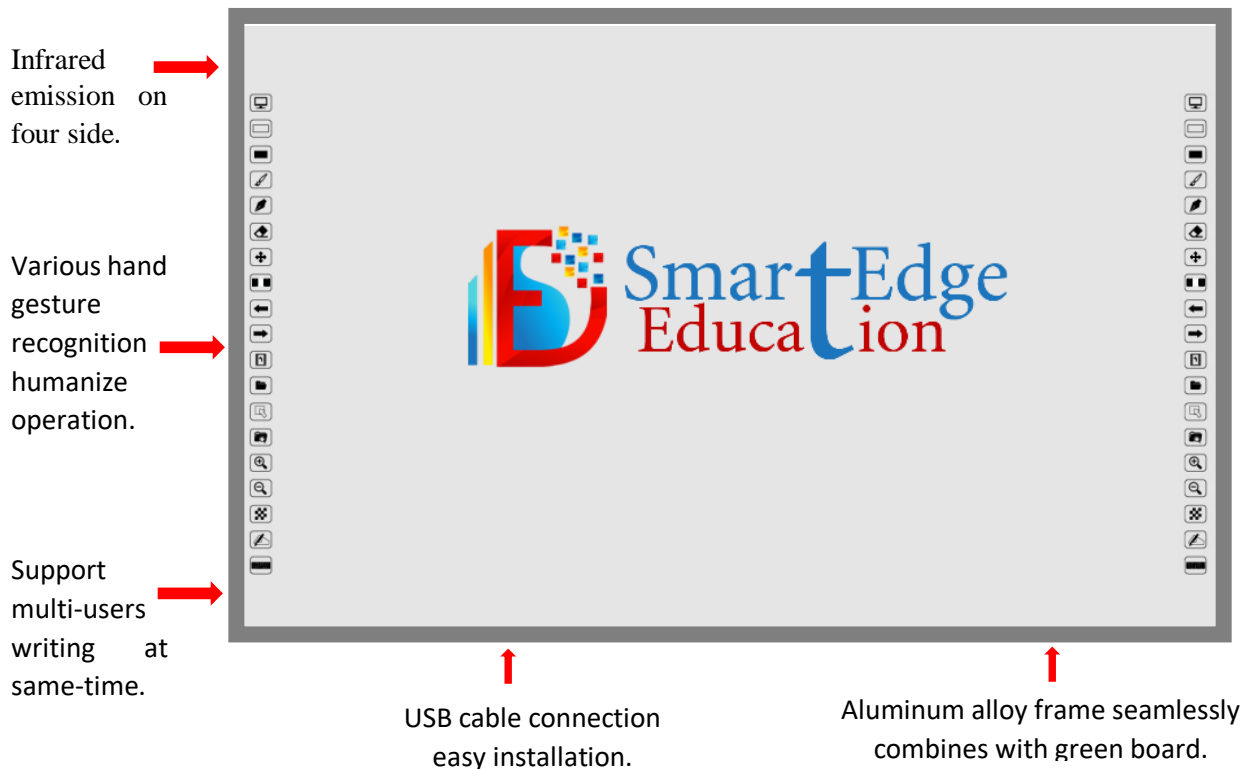 Infrared
emission on
four side.
Various hand
gesture
recognition
humanize
operation.
Support
multi-users
writing at
same-time.
SmartEdge
Education
USB cable connection
easy installation.
Aluminum alloy frame seamlessly
combines with green board.